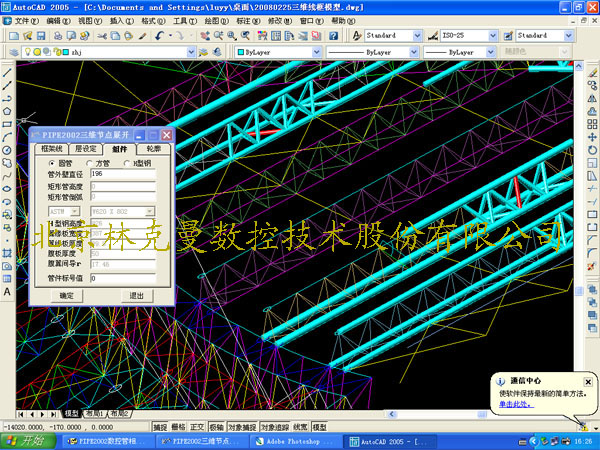 AutoCAD 2005 - [C:\Documents and Settings\luyy\桌面\20080225三维线框模型.dwg]
文件(F) 编辑(E) 视图(V) 插入(I) 格式(O) 工具(T) 绘图(D) 标注(N) 修改(M) 窗口(W) 帮助(H)
Standard ISO-25 Standard
zhj ByLayer ByLayer ByLayer 随颜色
PIPE2002三维节点展开
框架线 层设定 组件 轮廓
圆管 方管 H型钢
管外壁直径 196
矩形管高度 0
矩形管倒弧 0
ASTM W620 X 802
H型钢高度
翼缘板宽度
翼缘板厚度
腹板厚度 50
腹翼间导r 17.48
管件标号值 0
确定 退出
北京林克曼数控技术股份有限公司
通信中心
使软件保持最新的简单方法。
单击此处。
模型 布局1 布局2
-14020.0000, -170.0000 , 0.0000 捕捉 栅格 正交 极轴 对象捕捉 对象追踪 线宽 模型
开始 PIPE2002数控管相... PIPE2002三维节点... Adobe Photoshop ... AutoCAD 2005 - [... 16:26